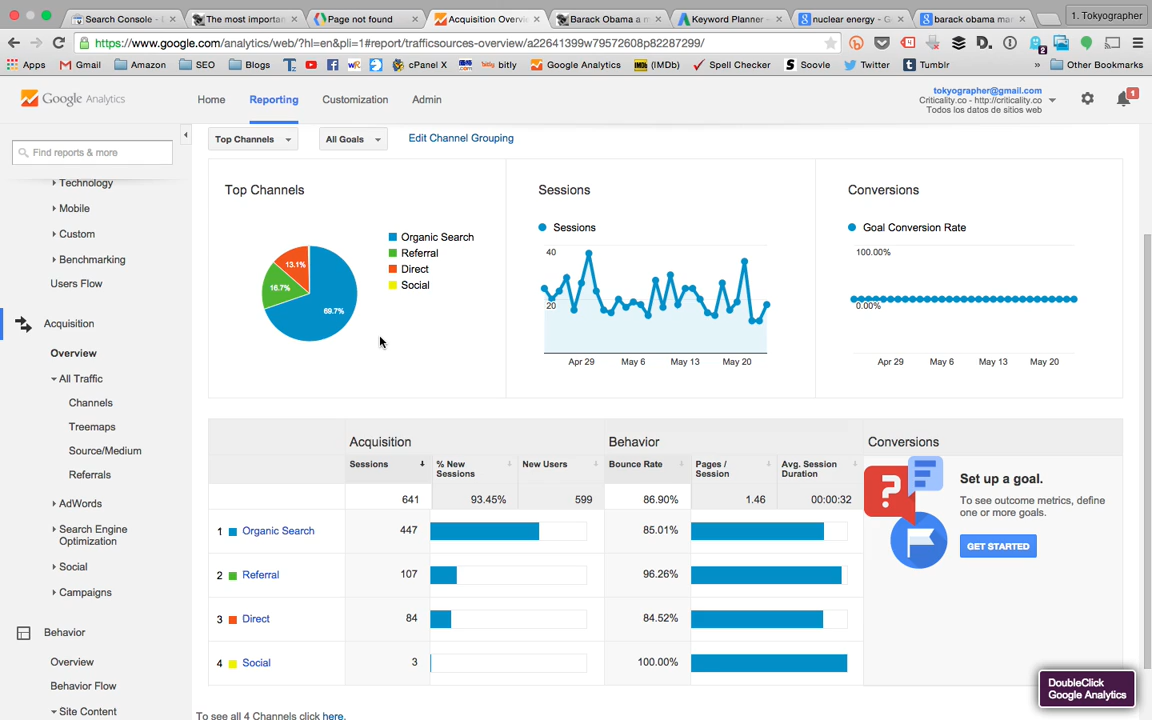 Search Console -
The most importan
Page not found
Acquisition Overvi
Barack Obama a m
Keyword Planner –
nuclear energy - G
barack obama mar
1. Tokyographer
https://www.google.com/analytics/web/?hl=en&pli=1#report/trafficsources-overview/a22641399w79572608p82287299/
Apps
Gmail
Amazon
SEO
Blogs
cPanel X
bitly
Google Analytics
IMDb
(IMDb)
Spell Checker
Soovle
Twitter
Tumblr
»
Other Bookmarks
Google Analytics
Home
Reporting
Customization
Admin
tokyographer@gmail.com
Criticality.co - http://criticality.co
Todos los datos de sitios web
1
Top Channels
All Goals
Edit Channel Grouping
Find reports & more
Technology
Mobile
Custom
Benchmarking
Users Flow
Acquisition
Overview
All Traffic
Channels
Treemaps
Source/Medium
Referrals
AdWords
Search Engine
Optimization
Social
Campaigns
Behavior
Overview
Behavior Flow
Site Content
Top Channels
Organic Search
Referral
Direct
Social
13.1%
16.7%
69.7%
Sessions
Sessions
40
20
Apr 29
May 6
May 13
May 20
Conversions
Goal Conversion Rate
100.00%
0.00%
Apr 29
May 6
May 13
May 20
Acquisition
Behavior
Conversions
Sessions
% New
Sessions
New Users
Bounce Rate
Pages /
Session
Avg. Session
Duration
641
93.45%
599
86.90%
1.46
00:00:32
1 Organic Search 447 85.01%
2 Referral 107 96.26%
3 Direct 84 84.52%
4 Social 3 100.00%
Set up a goal.
To see outcome metrics, define
one or more goals.
GET STARTED
To see all 4 Channels click here.
DoubleClick
Google Analytics